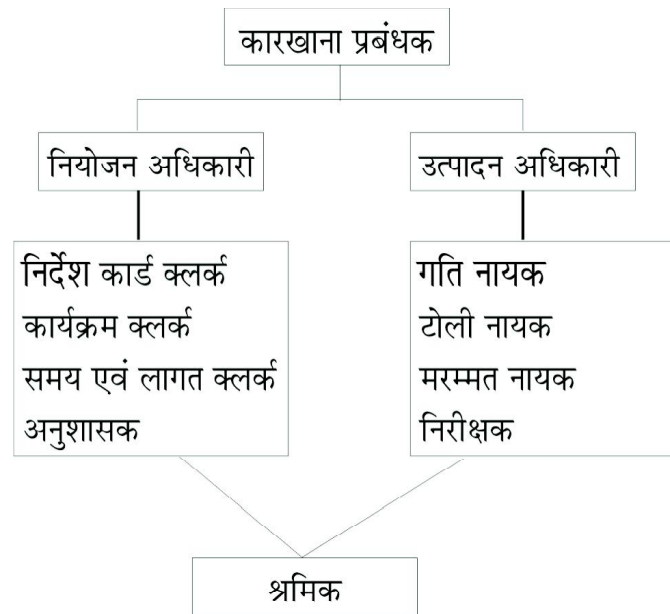 कारखाना प्रबंधक
नियोजन अधिकारी
उत्पादन अधिकारी
निर्देश कार्ड क्लर्क
कार्यक्रम क्लर्क
समय एवं लागत क्लर्क
अनुशासक
गति नायक
टोली नायक
मरम्मत नायक
निरीक्षक
श्रमिक